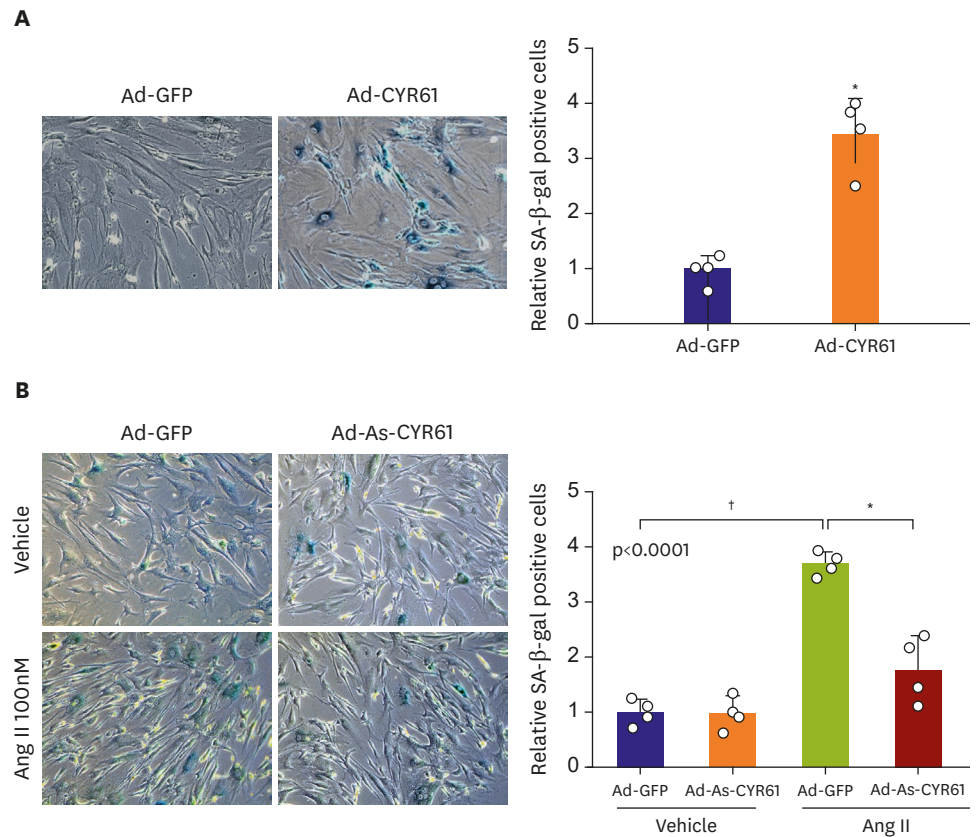 A
Ad-GFP
Ad-CYR61
Relative SA-β-gal positive cells
5
4
3
2
1
0
*
Ad-GFP
Ad-CYR61
B
Ad-GFP
Ad-As-CYR61
Vehicle
Ang II 100nM
Relative SA-β-gal positive cells
5
4
3
2
1
0
†
*
p<0.0001
Ad-GFP
Ad-As-CYR61
Ad-GFP
Ad-As-CYR61
Vehicle
Ang II